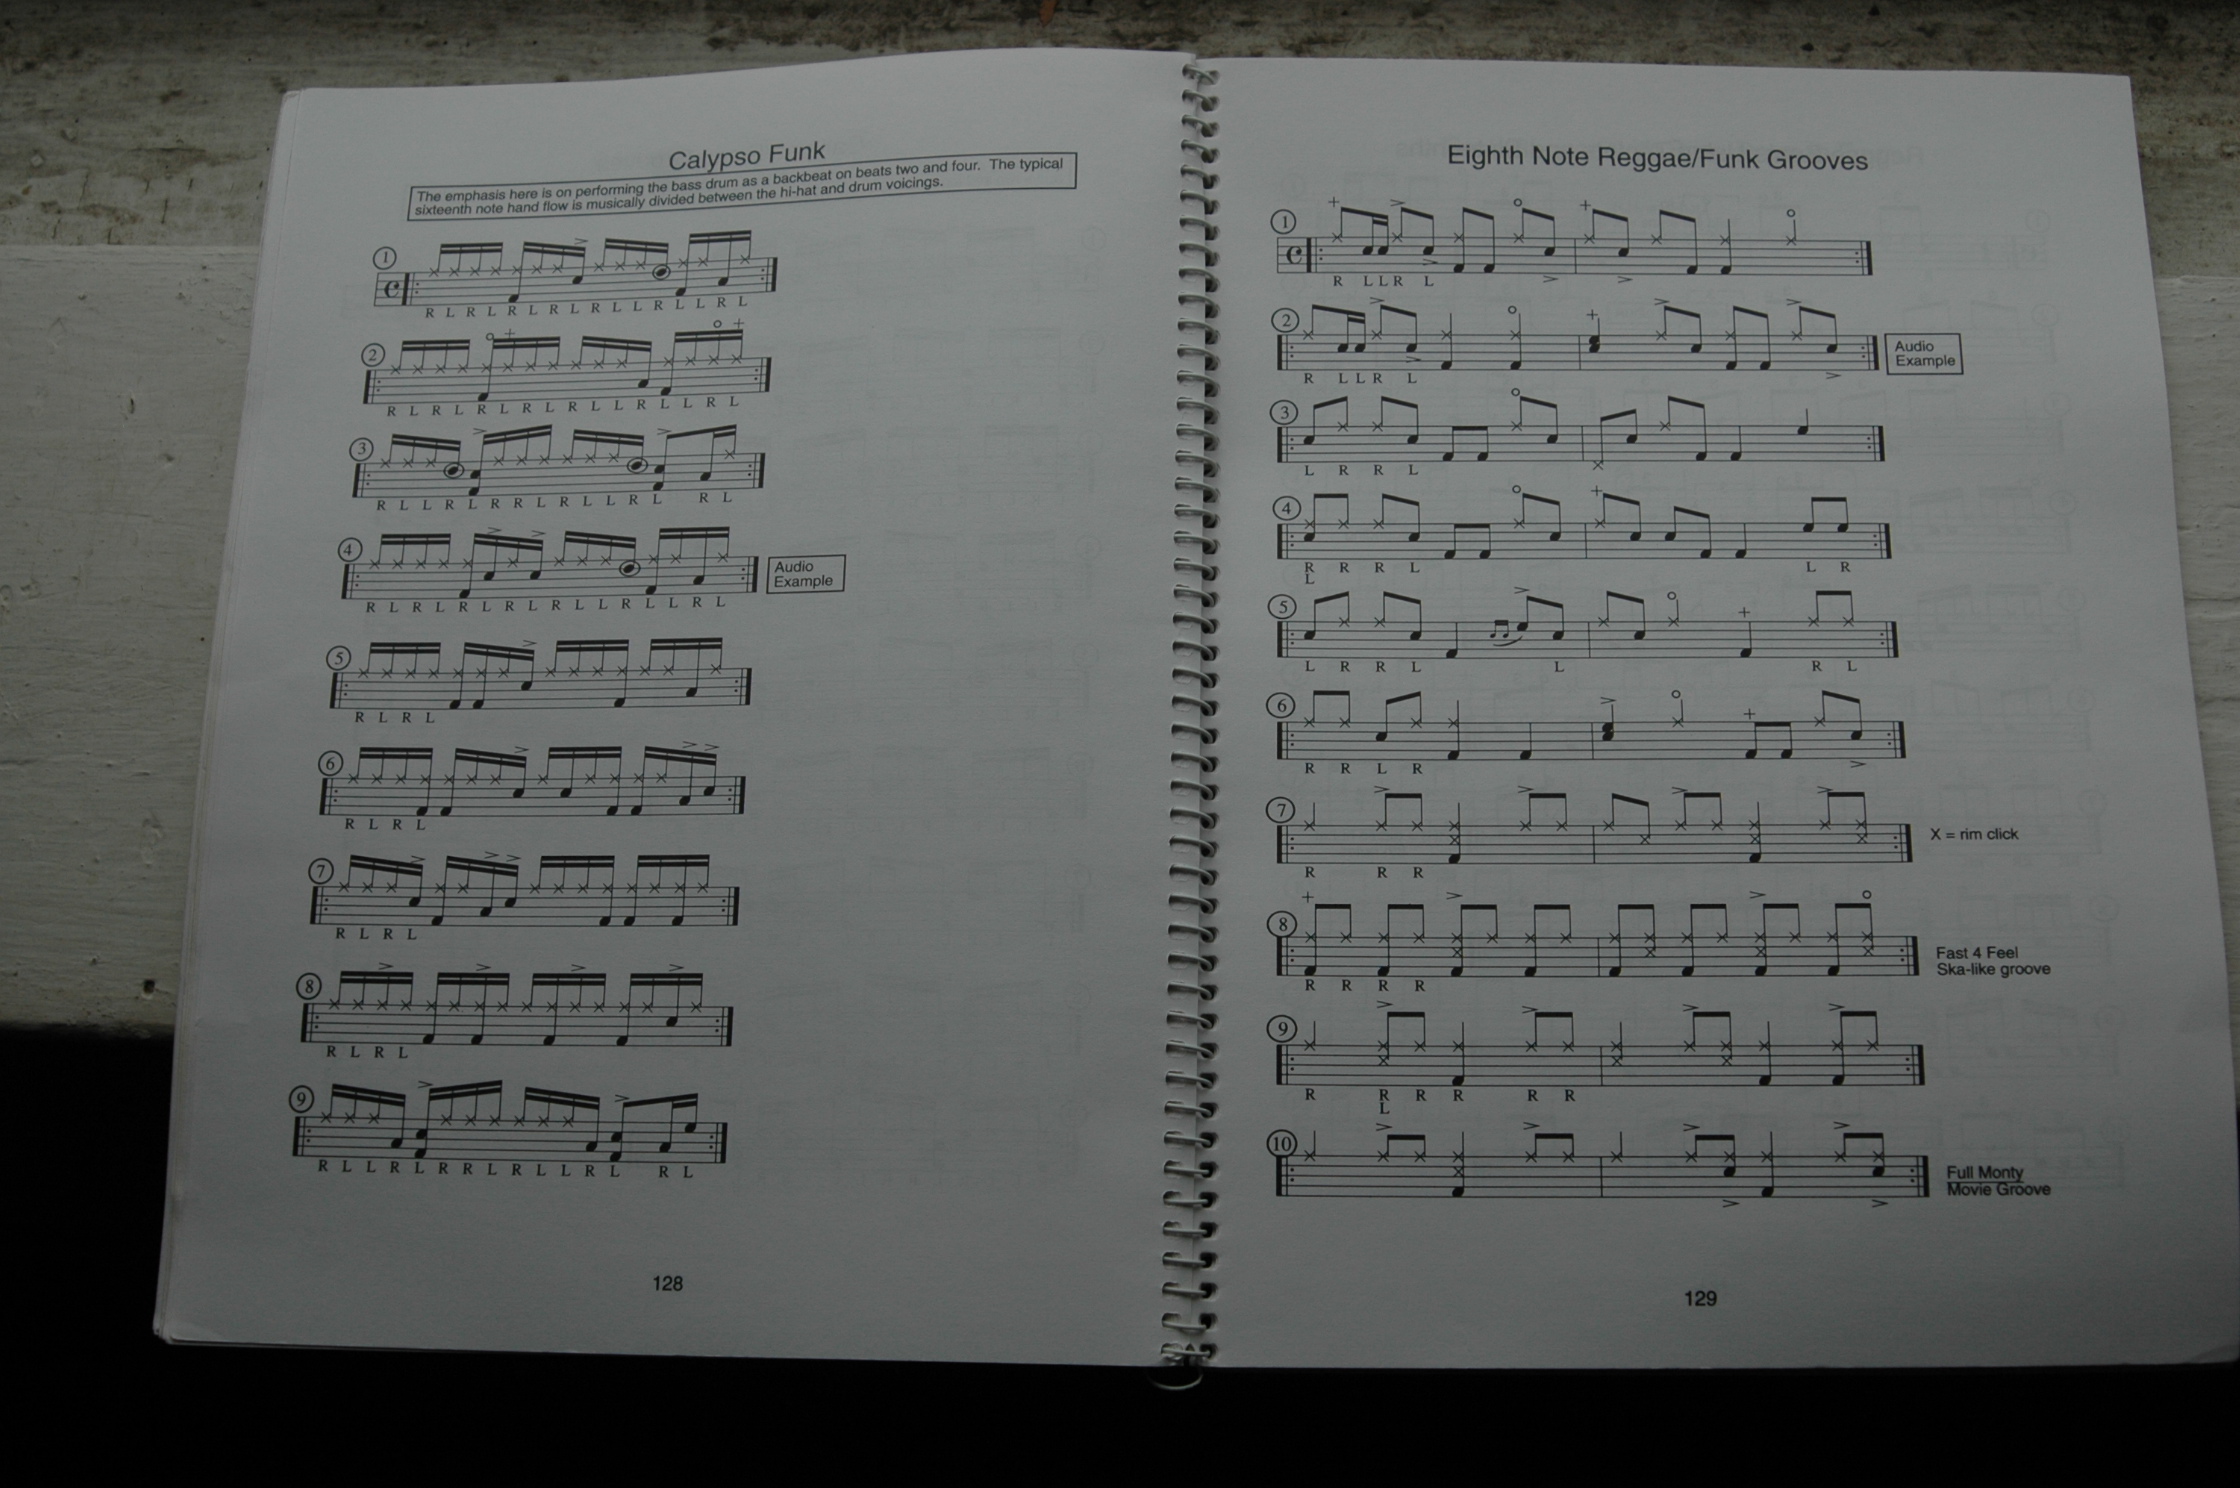 Calypso Funk
The emphasis here is on performing the bass drum as a backbeat on beats two and four. The typical
sixteenth note hand flow is musically divided between the hi-hat and drum voicings.
1
R L R L R L R L R L L R L L R L
2
R L R L R L R L R L L R L L R L
3
R L L R L R R L R L L R L R L
4
Audio
Example
R L R L R L R L R L L R L L R L
5
R L R L
6
R L R L
7
R L R L
8
R L R L
9
R L L R L R R L R L L R L R L
128
Eighth Note Reggae/Funk Grooves
1
R L L R L
2
Audio
Example
R L L R L
3
L R R L
4
R R R L L R
L
5
L R R L L R L
6
R R L R
7
X = rim click
R R R
8
Fast 4 Feel
Ska-like groove
R R R R
9
R R R R R R
L
10
Full Monty
Movie Groove
129